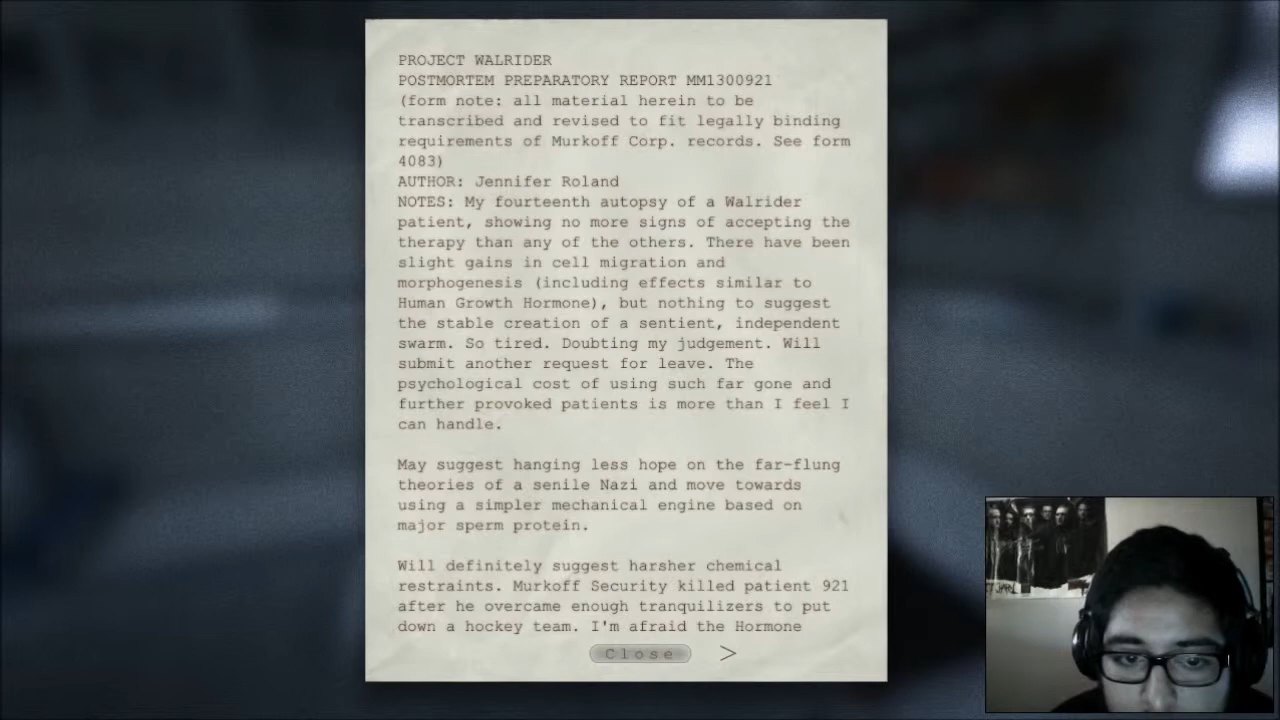 PROJECT WALRIDER
POSTMORTEM PREPARATORY REPORT MM1300921
(form note: all material herein to be
transcribed and revised to fit legally binding
requirements of Murkoff Corp. records. See form
4083)
AUTHOR: Jennifer Roland
NOTES: My fourteenth autopsy of a Walrider
patient, showing no more signs of accepting the
therapy than any of the others. There have been
slight gains in cell migration and
morphogenesis (including effects similar to
Human Growth Hormone), but nothing to suggest
the stable creation of a sentient, independent
swarm. So tired. Doubting my judgement. Will
submit another request for leave. The
psychological cost of using such far gone and
further provoked patients is more than I feel I
can handle.
May suggest hanging less hope on the far-flung
theories of a senile Nazi and move towards
using a simpler mechanical engine based on
major sperm protein.
Will definitely suggest harsher chemical
restraints. Murkoff Security killed patient 921
after he overcame enough tranquilizers to put
down a hockey team. I'm afraid the Hormone
Close >